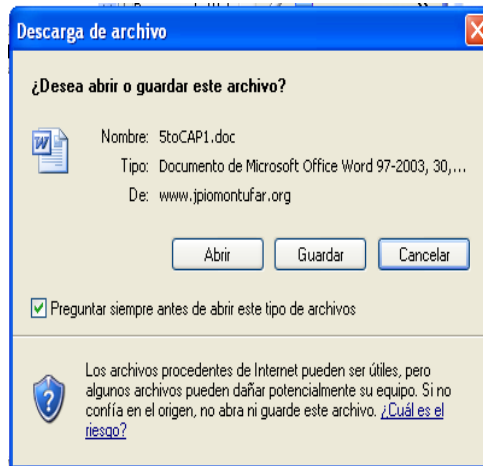 Descarga de archivo
¿Desea abrir o guardar este archivo?
Nombre: 5toCAP1.doc
Tipo: Documento de Microsoft Office Word 97-2003, 30,...
De: www.jpiomontufar.org
Abrir Guardar Cancelar
Preguntar siempre antes de abrir este tipo de archivos
Los archivos procedentes de Internet pueden ser útiles, pero
algunos archivos pueden dañar potencialmente su equipo. Si no
confía en el origen, no abra ni guarde este archivo. ¿Cuál es el
riesgo?